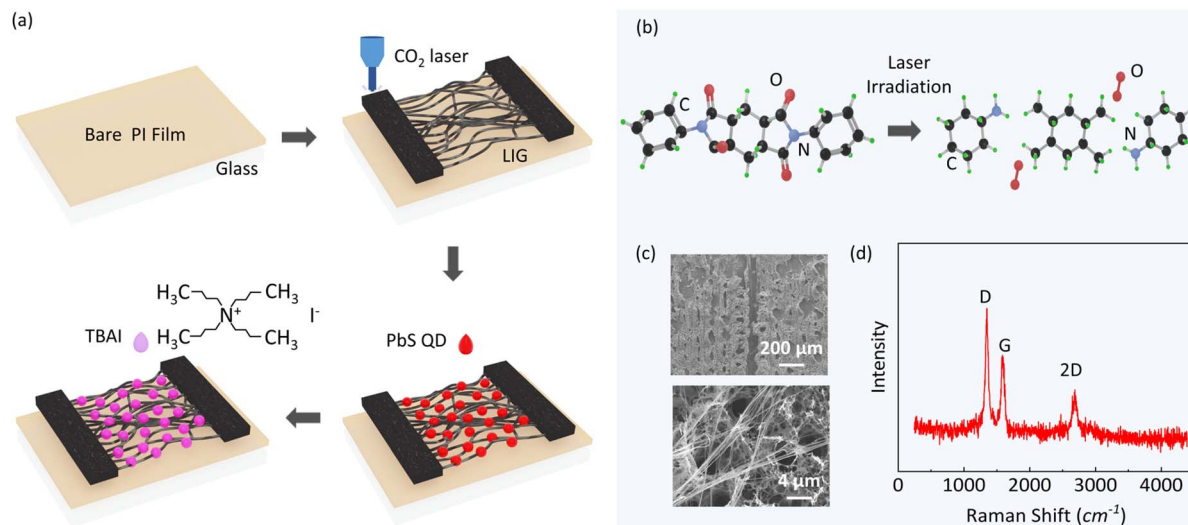 (a)
CO₂ laser
Bare PI Film
Glass
LIG
H₃C CH₃
N⁺ I⁻
H₃C CH₃
TBAI
PbS QD
(b)
Laser
Irradiation
O
C
N
O
N
C
(c)
200 μm
4 μm
(d)
D
G
2D
Intensity
0 1000 2000 3000 4000
Raman Shift (cm⁻¹)